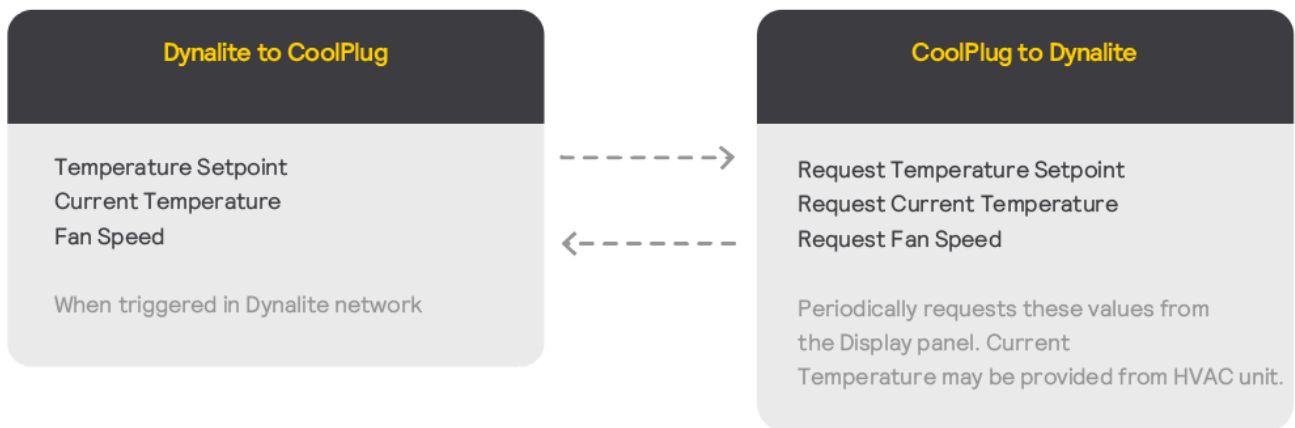 Dynalite to CoolPlug
Temperature Setpoint
Current Temperature
Fan Speed
When triggered in Dynalite network
CoolPlug to Dynalite
Request Temperature Setpoint
Request Current Temperature
Request Fan Speed
Periodically requests these values from
the Display panel. Current
Temperature may be provided from HVAC unit.